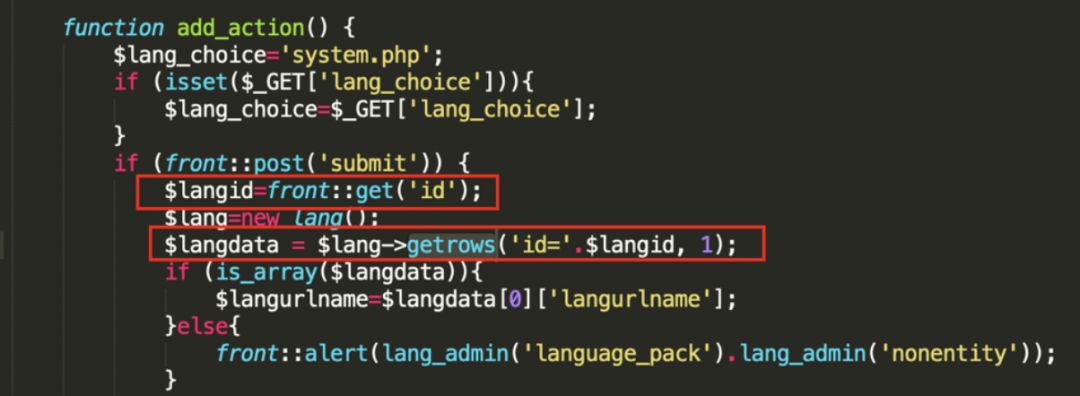 function add_action() {
$lang_choice='system.php';
if (isset($_GET['lang_choice'])){
$lang_choice=$_GET['lang_choice'];
}
if (front::post('submit')) {
$langid=front::get('id');
$lang=new lang();
$langdata = $lang->getrows('id='.$langid, 1);
if (is_array($langdata)){
$langurlname=$langdata[0]['langurlname'];
}else{
front::alert(lang_admin('language_pack').lang_admin('nonentity'));
}